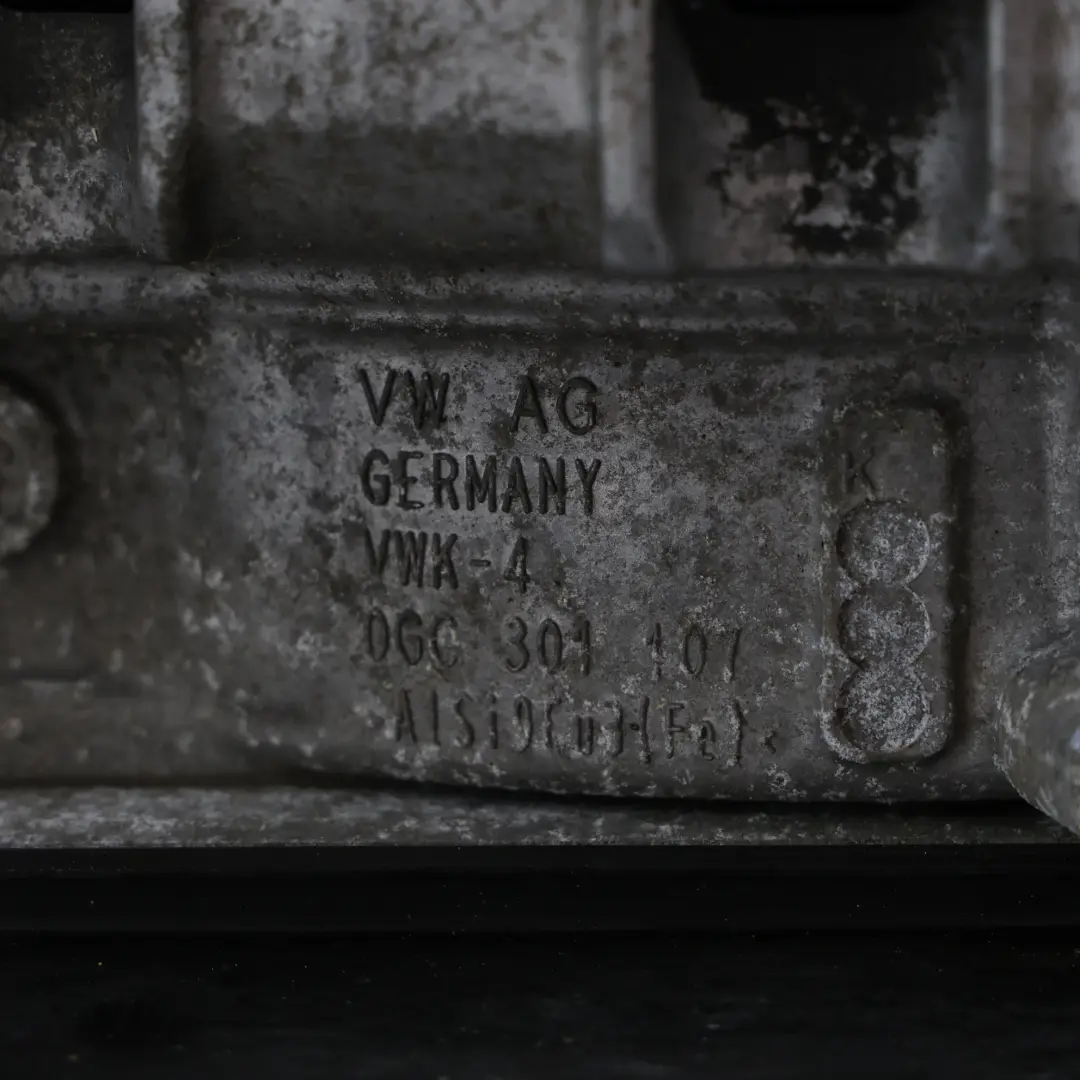 VW AG
GERMANY
VWK-4
0GC 301 107
AlSi9Cu3(Fe)
K